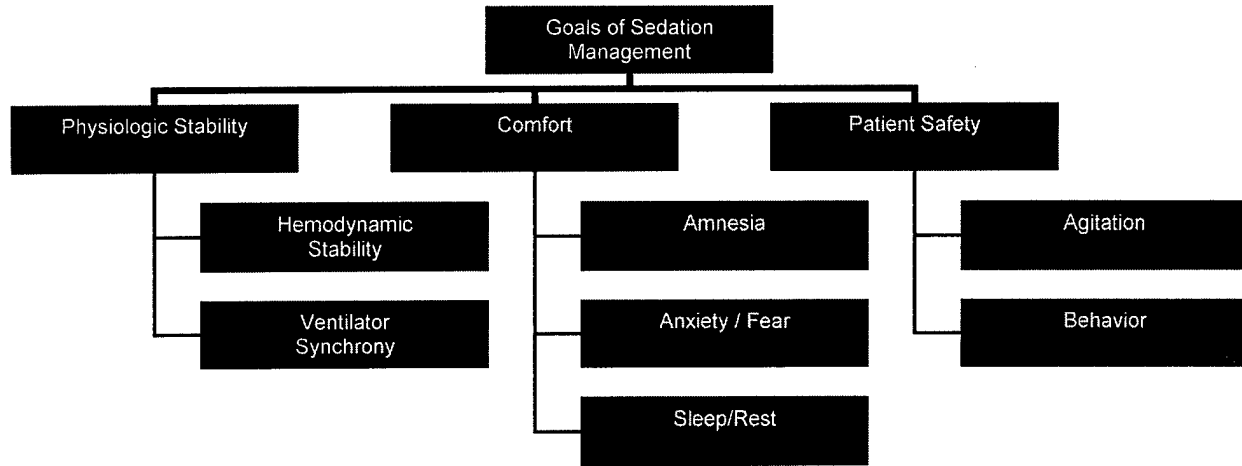 Goals of Sedation
Management
Physiologic Stability
Comfort
Patient Safety
Hemodynamic
Stability
Amnesia
Agitation
Ventilator
Synchrony
Anxiety / Fear
Behavior
Sleep/Rest